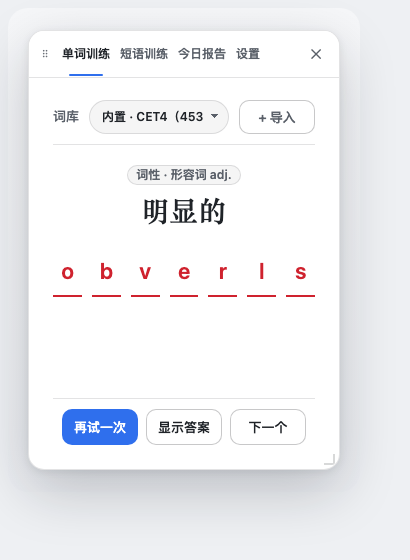 单词训练 短语训练 今日报告 设置
词库 内置 · CET4（453 + 导入
词性 · 形容词 adj.
明显的
o b v e r l s
再试一次 显示答案 下一个